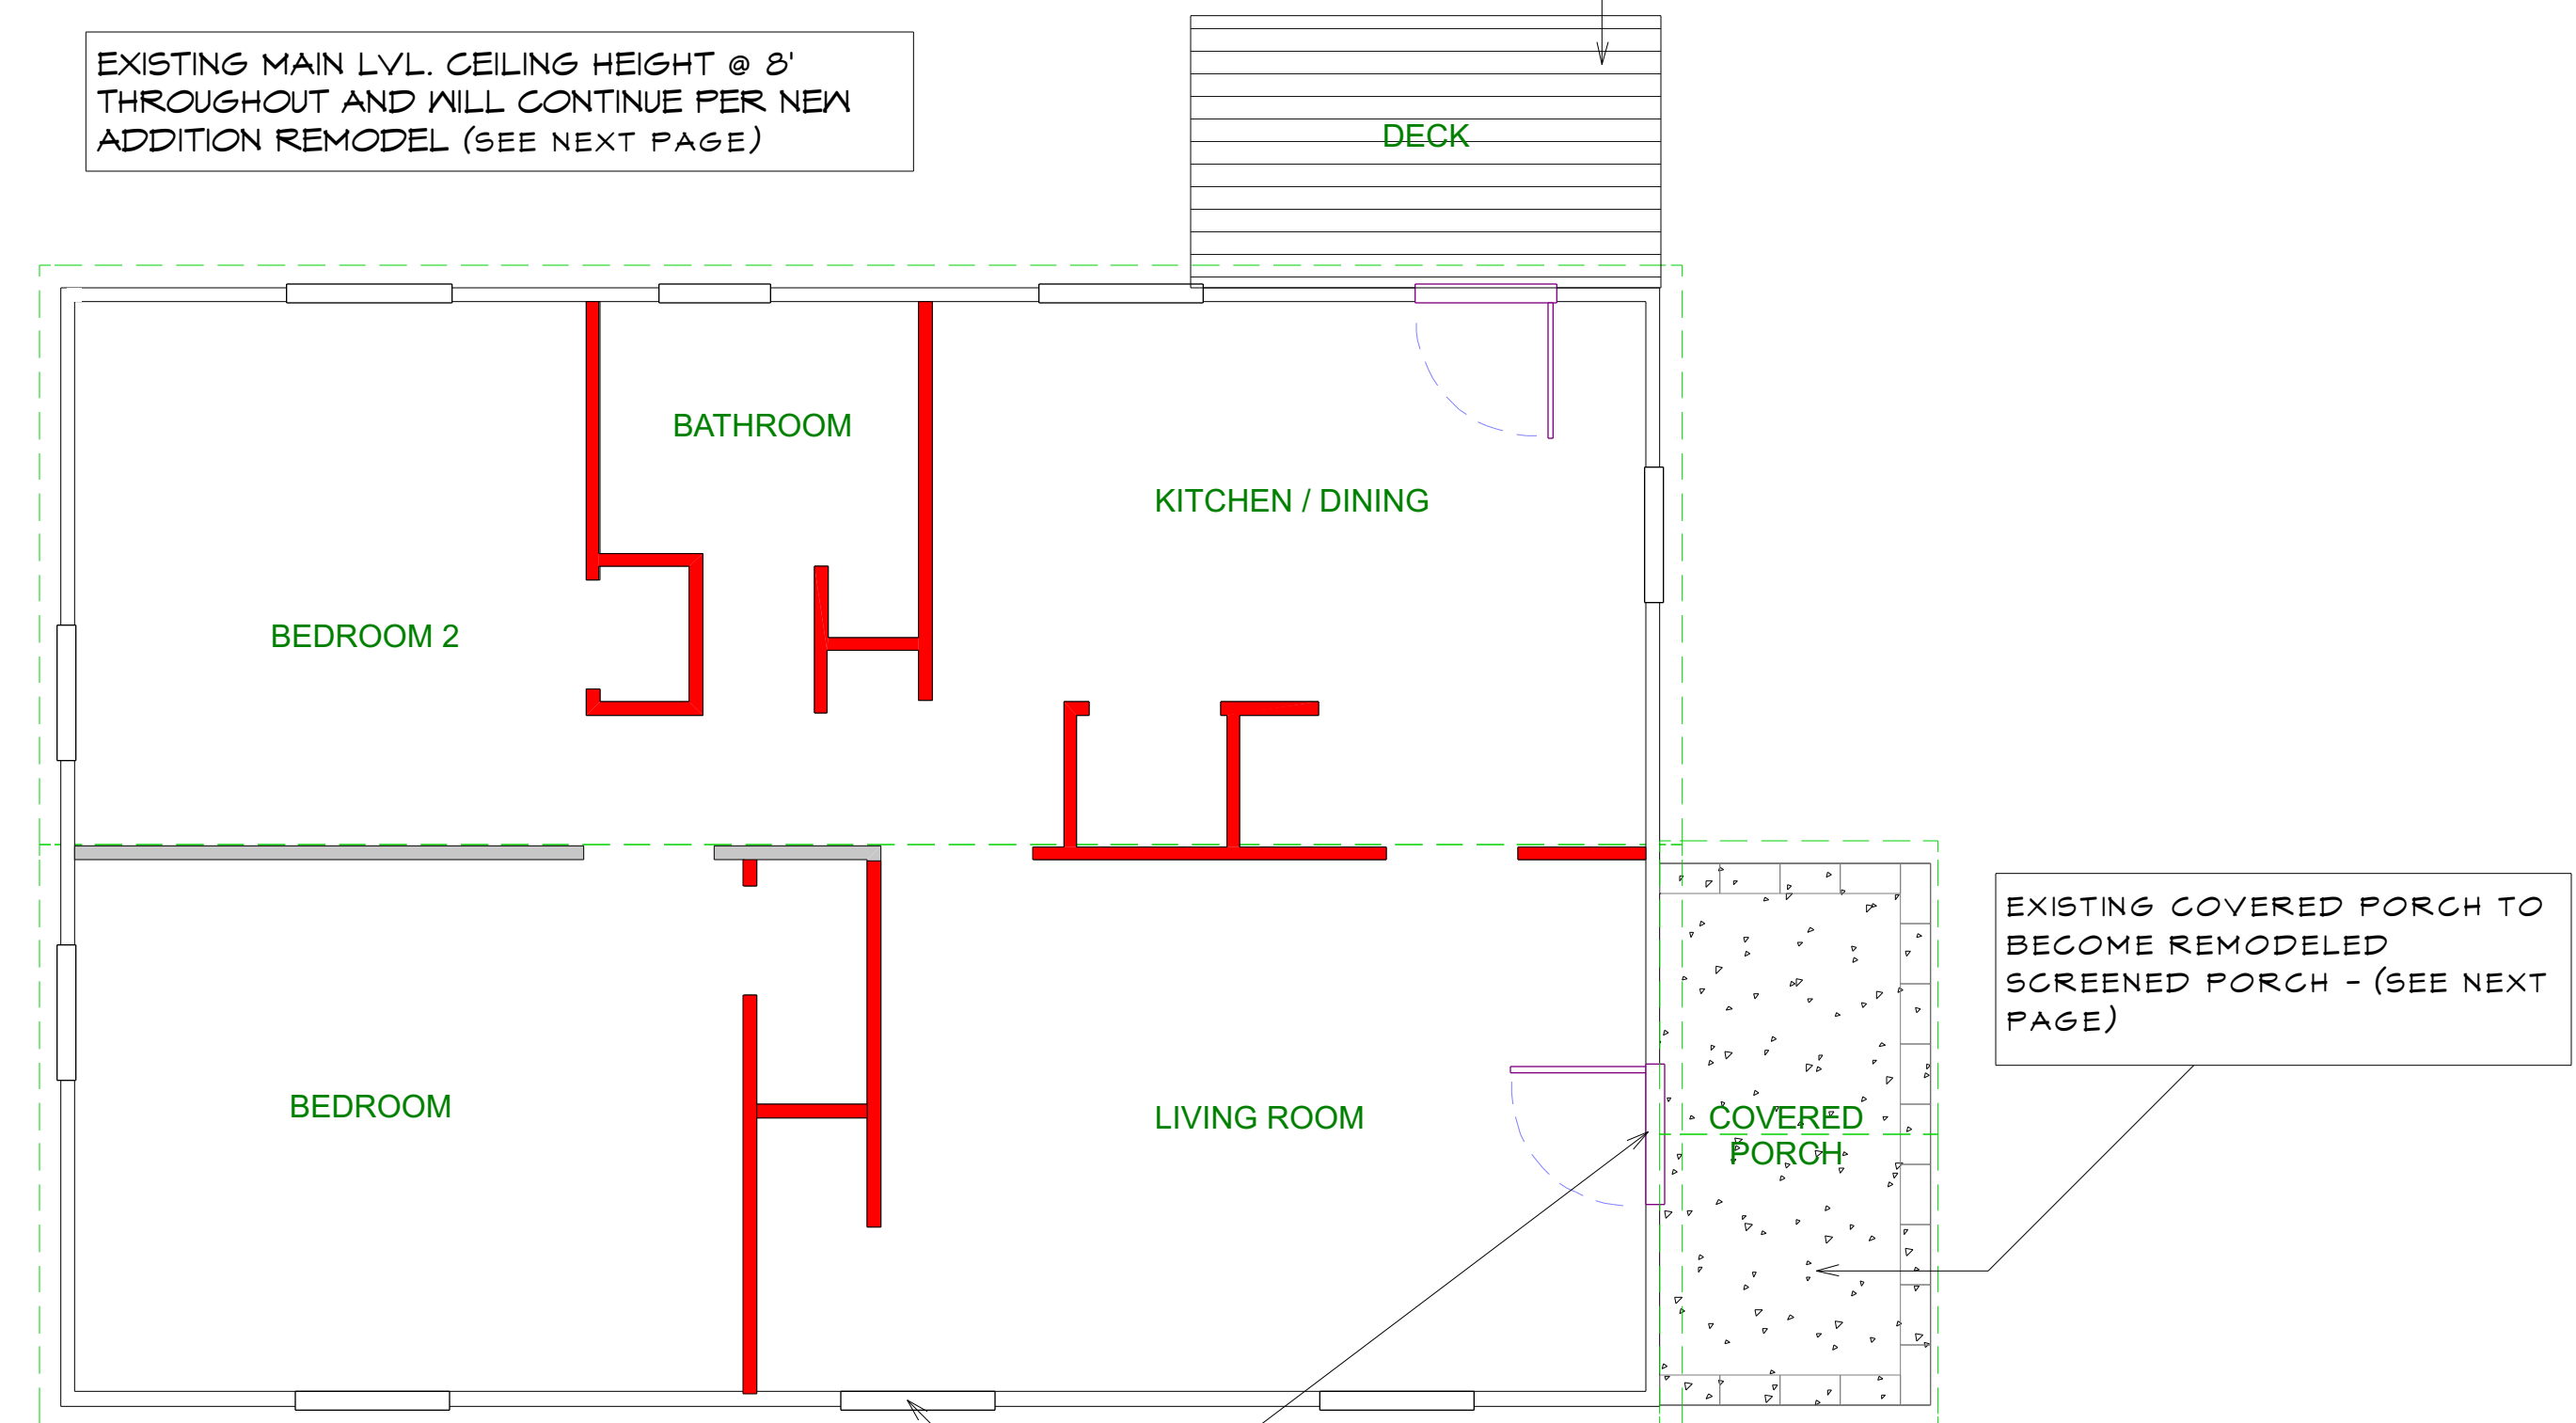 EXISTING MAIN LVL. CEILING HEIGHT @ 8'
THROUGHOUT AND WILL CONTINUE PER NEW
ADDITION REMODEL (SEE NEXT PAGE)
DECK
BATHROOM
KITCHEN / DINING
BEDROOM 2
EXISTING COVERED PORCH TO
BECOME REMODELED
SCREENED PORCH - (SEE NEXT
PAGE)
BEDROOM
LIVING ROOM
COVERED
PORCH